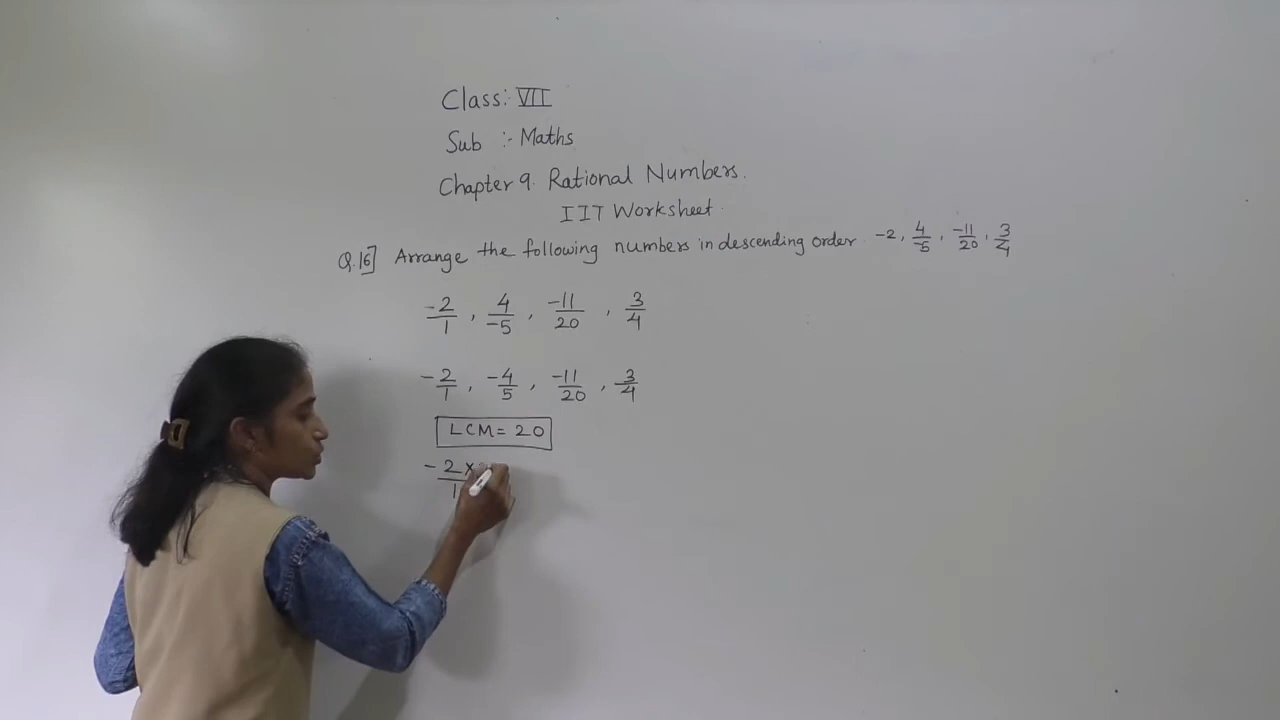 Class:- VII
Sub :- Maths
Chapter 9. Rational Numbers.
IIT Worksheet.
Q.16] Arrange the following numbers in descending order -2, 4/-5, -11/20, 3/4
-2/1, 4/-5, -11/20, 3/4
-2/1, -4/5, -11/20, 3/4
LCM = 20
-2 ×
1